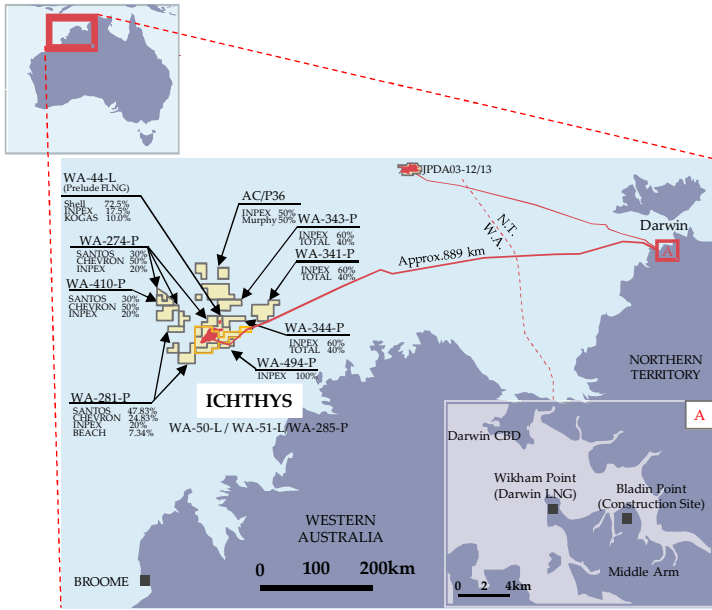 WA-44-L
(Prelude FLNG)
Shell 72.5%
INPEX 17.5%
KOGAS 10.0%
WA-274-P
SANTOS 30%
CHEVRON 50%
INPEX 20%
WA-410-P
SANTOS 30%
CHEVRON 50%
INPEX 20%
WA-281-P
SANTOS 47.83%
CHEVRON 24.83%
INPEX 20%
BEACH 7.34%
AC/P36
INPEX 50%
Murphy 50%
WA-343-P
INPEX 60%
TOTAL 40%
WA-341-P
INPEX 60%
TOTAL 40%
WA-344-P
INPEX 60%
TOTAL 40%
WA-494-P
INPEX 100%
ICHTHYS
WA-50-L / WA-51-L/WA-285-P
JPDA03-12/13
N.T.
W.A.
Approx.889 km
Darwin
A
NORTHERN
TERRITORY
WESTERN
AUSTRALIA
BROOME
0 100 200km
A
Darwin CBD
Wikham Point
(Darwin LNG)
Bladin Point
(Construction Site)
Middle Arm
0 2 4km